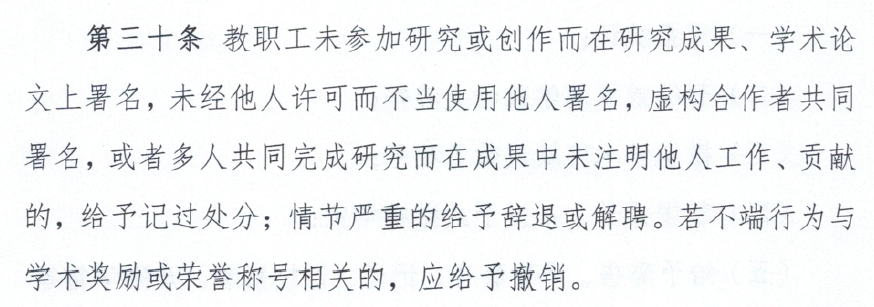 第三十条 教职工未参加研究或创作而在研究成果、学术论
文上署名，未经他人许可而不当使用他人署名，虚构合作者共同
署名，或者多人共同完成研究而在成果中未注明他人工作、贡献
的，给予记过处分；情节严重的给予辞退或解聘。若不端行为与
学术奖励或荣誉称号相关的，应给予撤销。